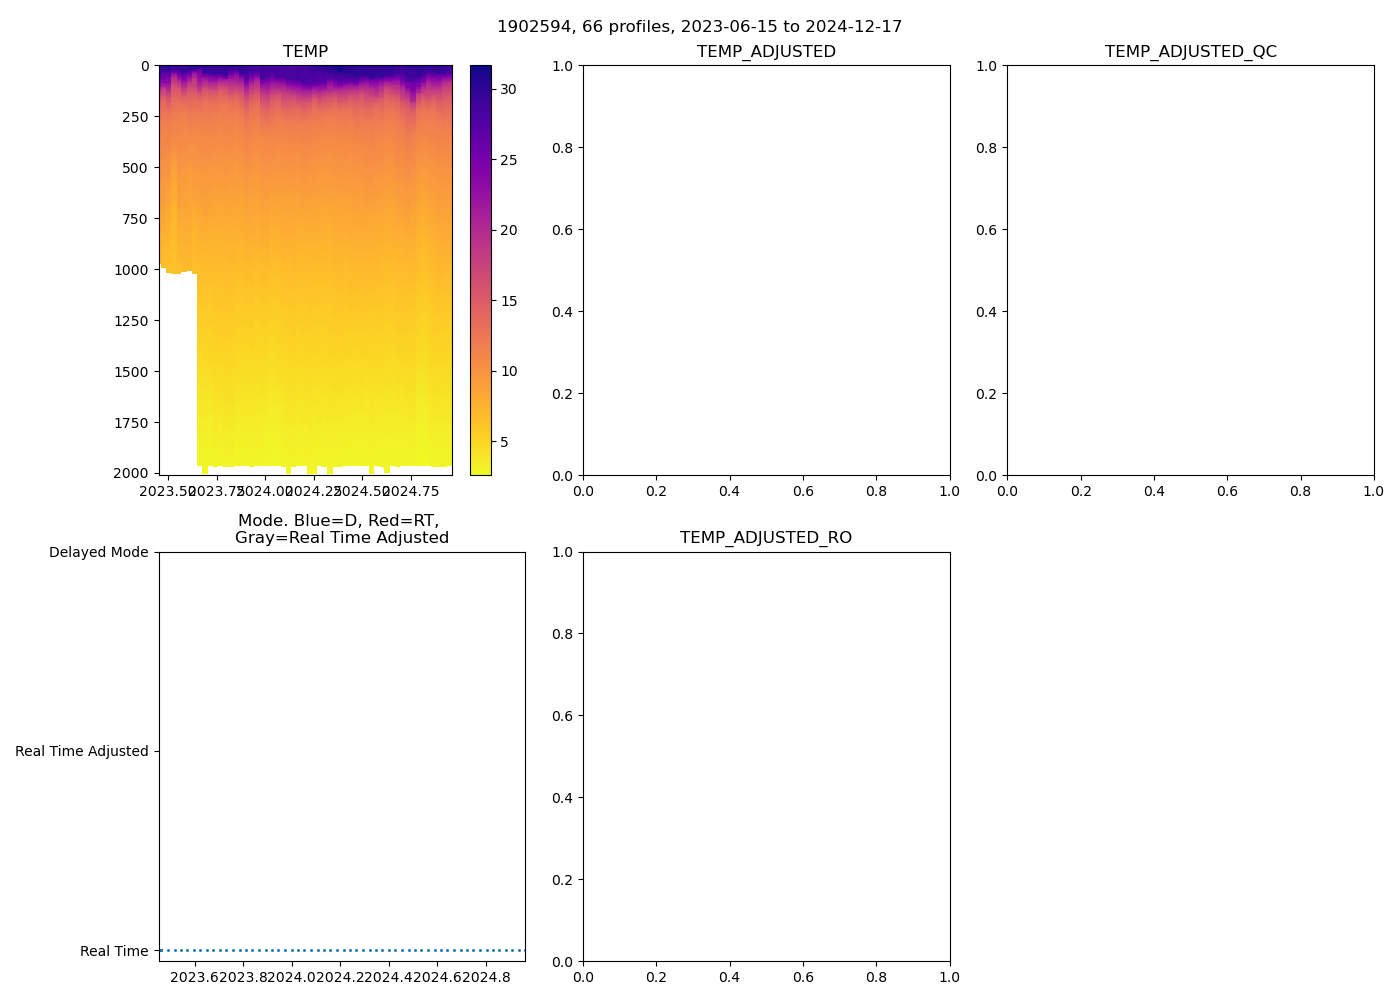 1902594, 66 profiles, 2023-06-15 to 2024-12-17
TEMP
0
250
500
750
1000
1250
1500
1750
2000
2023.50 2023.75 2024.00 2024.25 2024.50 2024.75
30
25
20
15
10
5
TEMP_ADJUSTED
1.0
0.8
0.6
0.4
0.2
0.0
0.0 0.2 0.4 0.6 0.8 1.0
TEMP_ADJUSTED_QC
1.0
0.8
0.6
0.4
0.2
0.0
0.0 0.2 0.4 0.6 0.8 1.0
Mode. Blue=D, Red=RT,
Gray=Real Time Adjusted
Delayed Mode
Real Time Adjusted
Real Time
2023.6 2023.8 2024.0 2024.2 2024.4 2024.6 2024.8
TEMP_ADJUSTED_RO
1.0
0.8
0.6
0.4
0.2
0.0
0.0 0.2 0.4 0.6 0.8 1.0